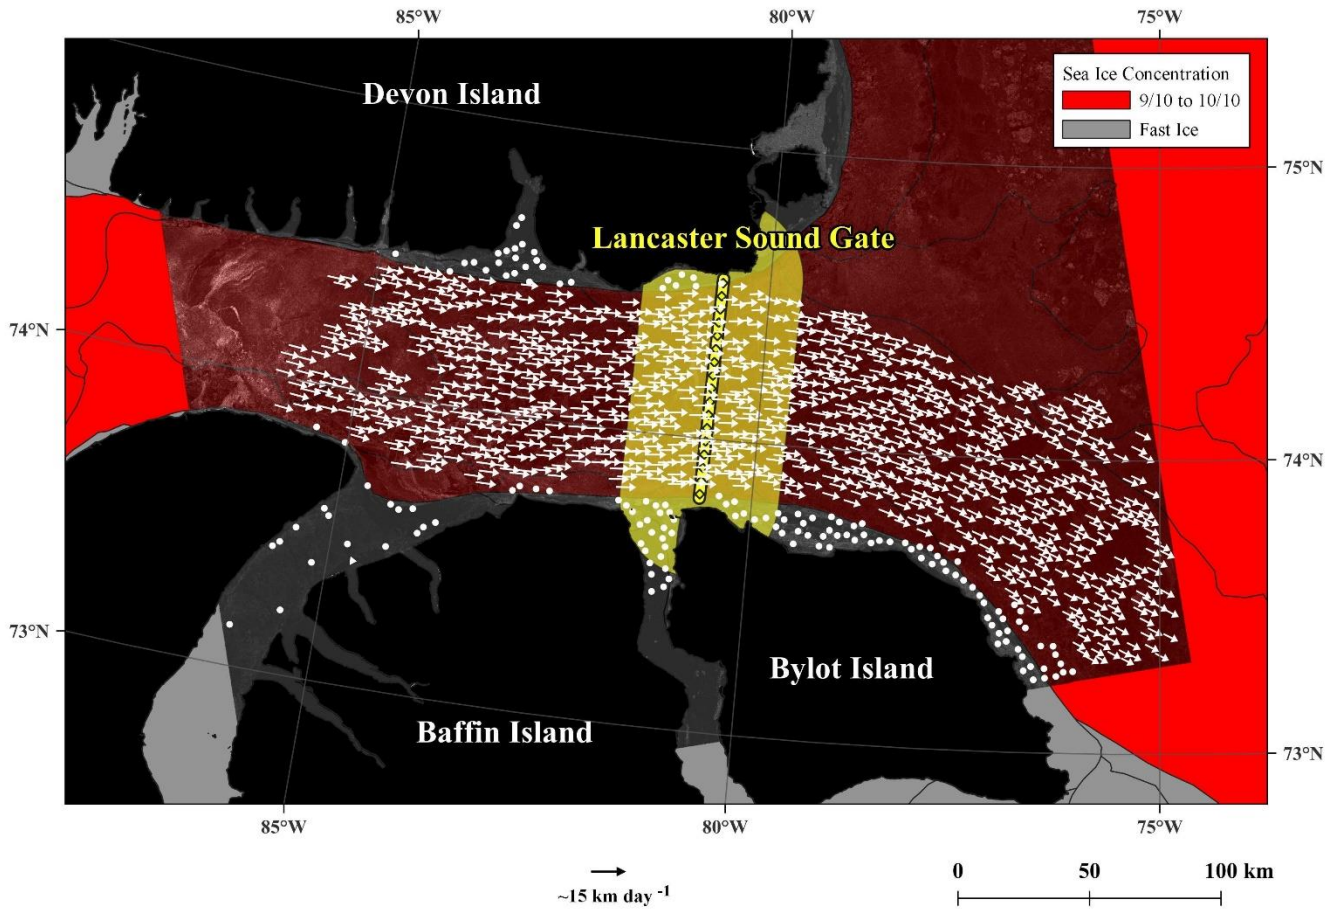 85°W 80°W 75°W
Devon Island
Sea Ice Concentration
9/10 to 10/10
Fast Ice
75°N
Lancaster Sound Gate
74°N
74°N
73°N
Bylot Island
Baffin Island
73°N
85°W 80°W 75°W
~15 km day -1
0 50 100 km